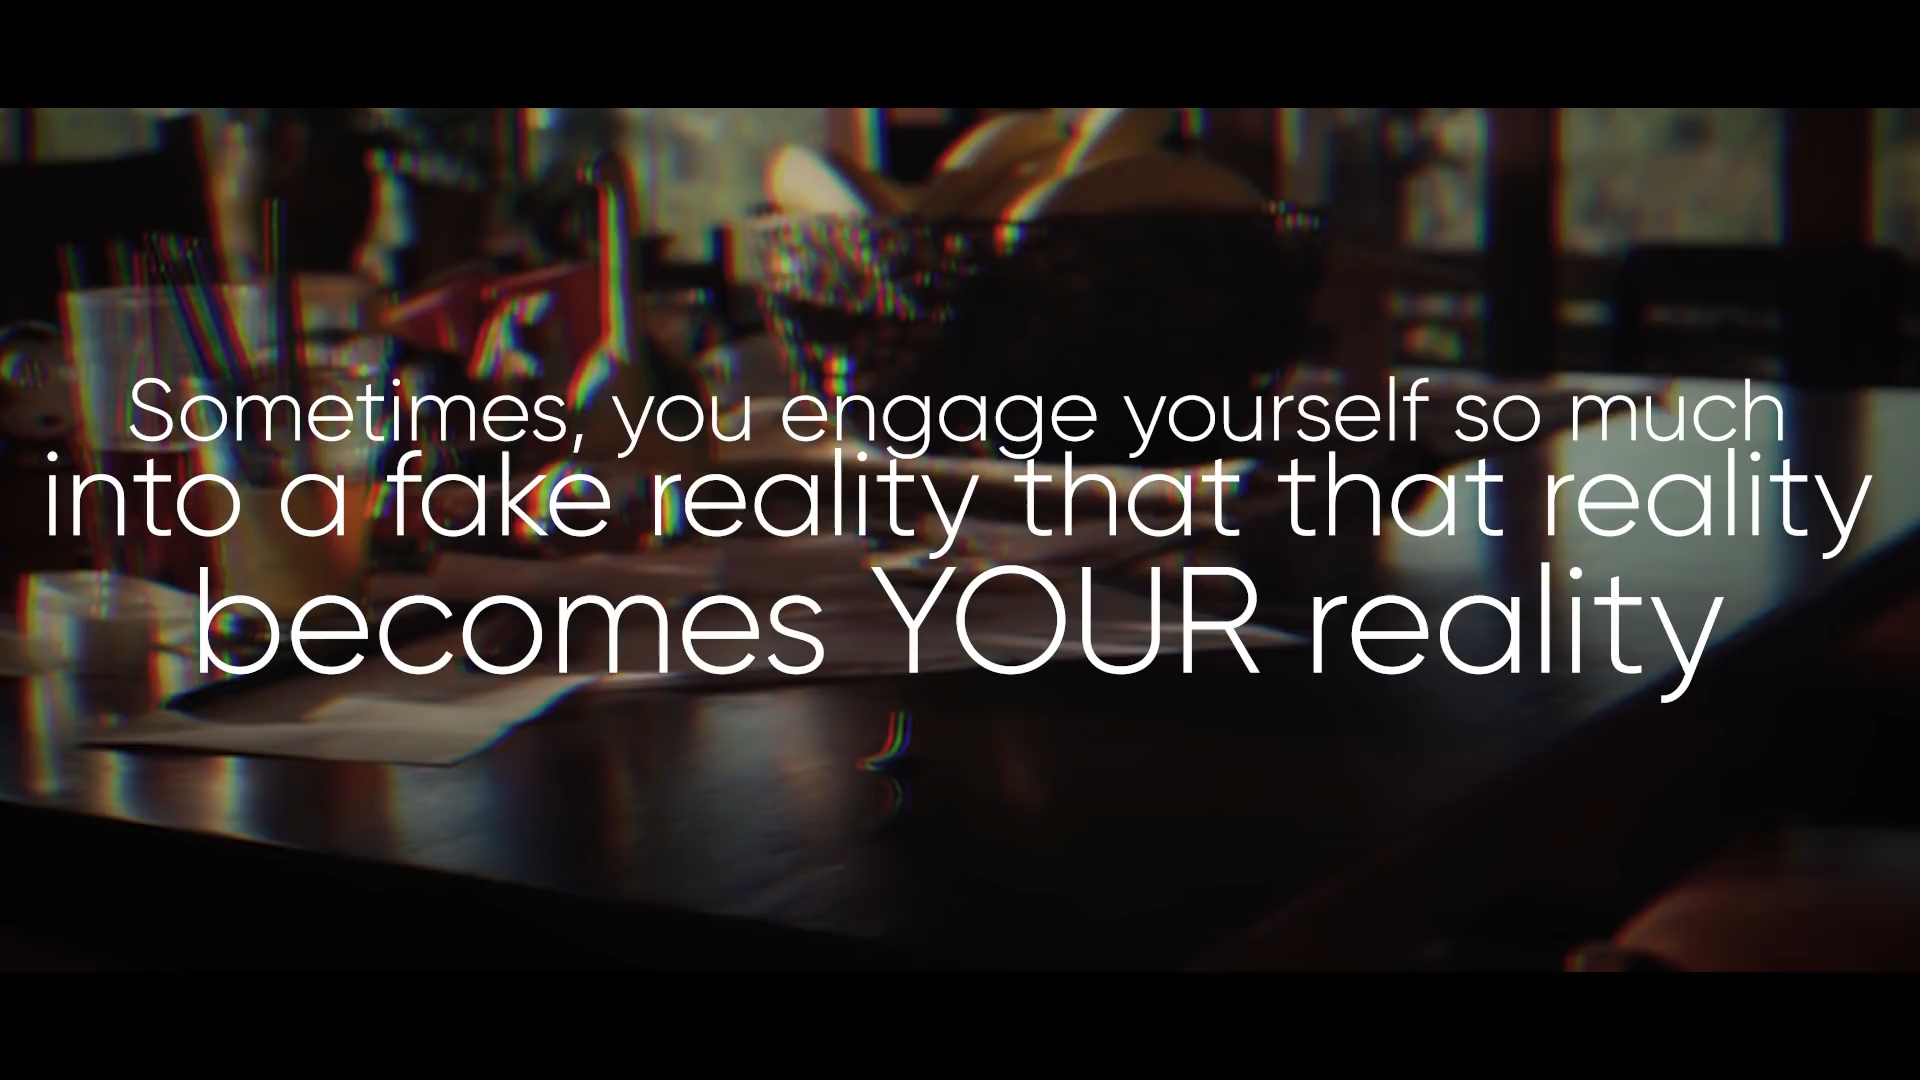 Sometimes, you engage yourself so much
into a fake reality that that reality
becomes YOUR reality